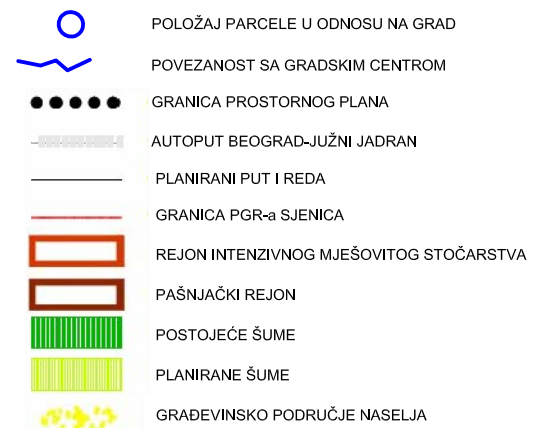 POLOŽAJ PARCELE U ODNOSU NA GRAD
POVEZANOST SA GRADSKIM CENTROM
GRANICA PROSTORNOG PLANA
AUTOPUT BEOGRAD-JUŽNI JADRAN
PLANIRANI PUT I REDA
GRANICA PGR-a SJENICA
REJON INTENZIVNOG MJEŠOVITOG STOČARSTVA
PAŠNJAČKI REJON
POSTOJEĆE ŠUME
PLANIRANE ŠUME
GRAĐEVINSKO PODRUČJE NASELJA